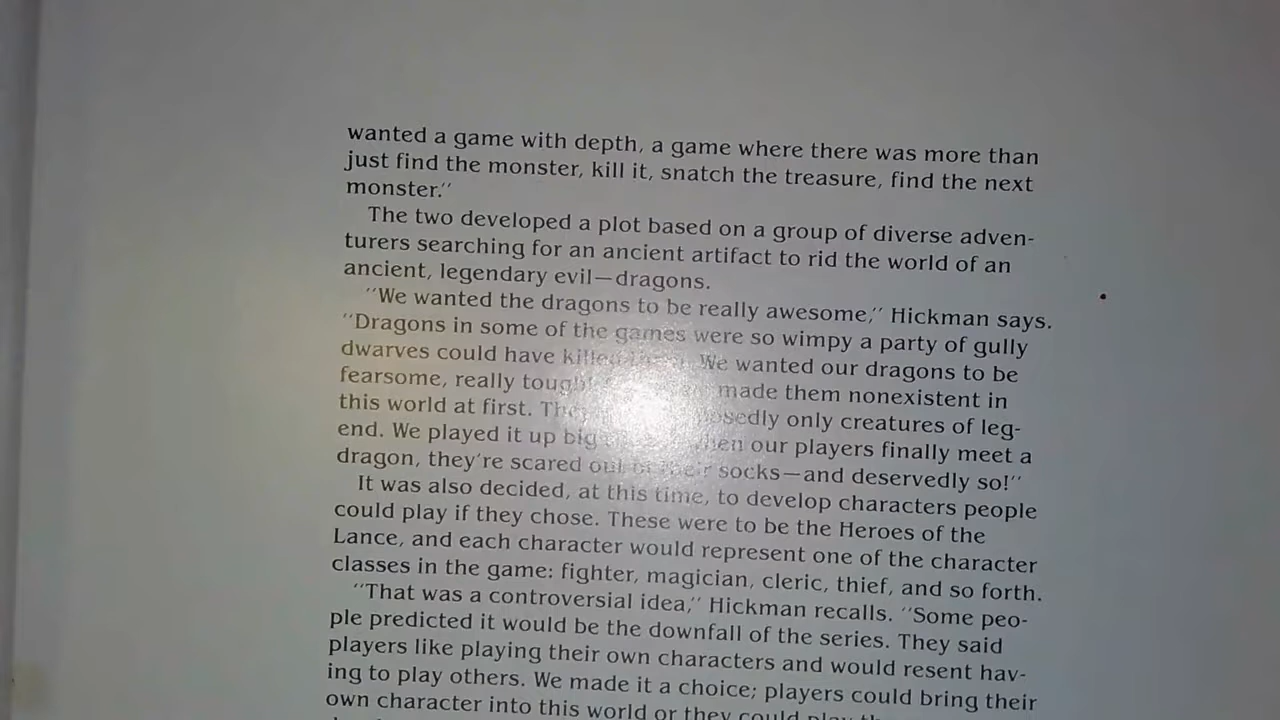 wanted a game with depth, a game where there was more than
just find the monster, kill it, snatch the treasure, find the next
monster."
The two developed a plot based on a group of diverse adven-
turers searching for an ancient artifact to rid the world of an
ancient, legendary evil—dragons.
"We wanted the dragons to be really awesome," Hickman says.
"Dragons in some of the games were so wimpy a party of gully
dwarves could have killed We wanted our dragons to be
fearsome, really tough made them nonexistent in
this world at first. only creatures of leg-
end. We played it up big our players finally meet a
dragon, they're scared out of their socks—and deservedly so!"
It was also decided, at this time, to develop characters people
could play if they chose. These were to be the Heroes of the
Lance, and each character would represent one of the character
classes in the game: fighter, magician, cleric, thief, and so forth.
"That was a controversial idea," Hickman recalls. "Some peo-
ple predicted it would be the downfall of the series. They said
players like playing their own characters and would resent hav-
ing to play others. We made it a choice; players could bring their
own character into this world or they could play